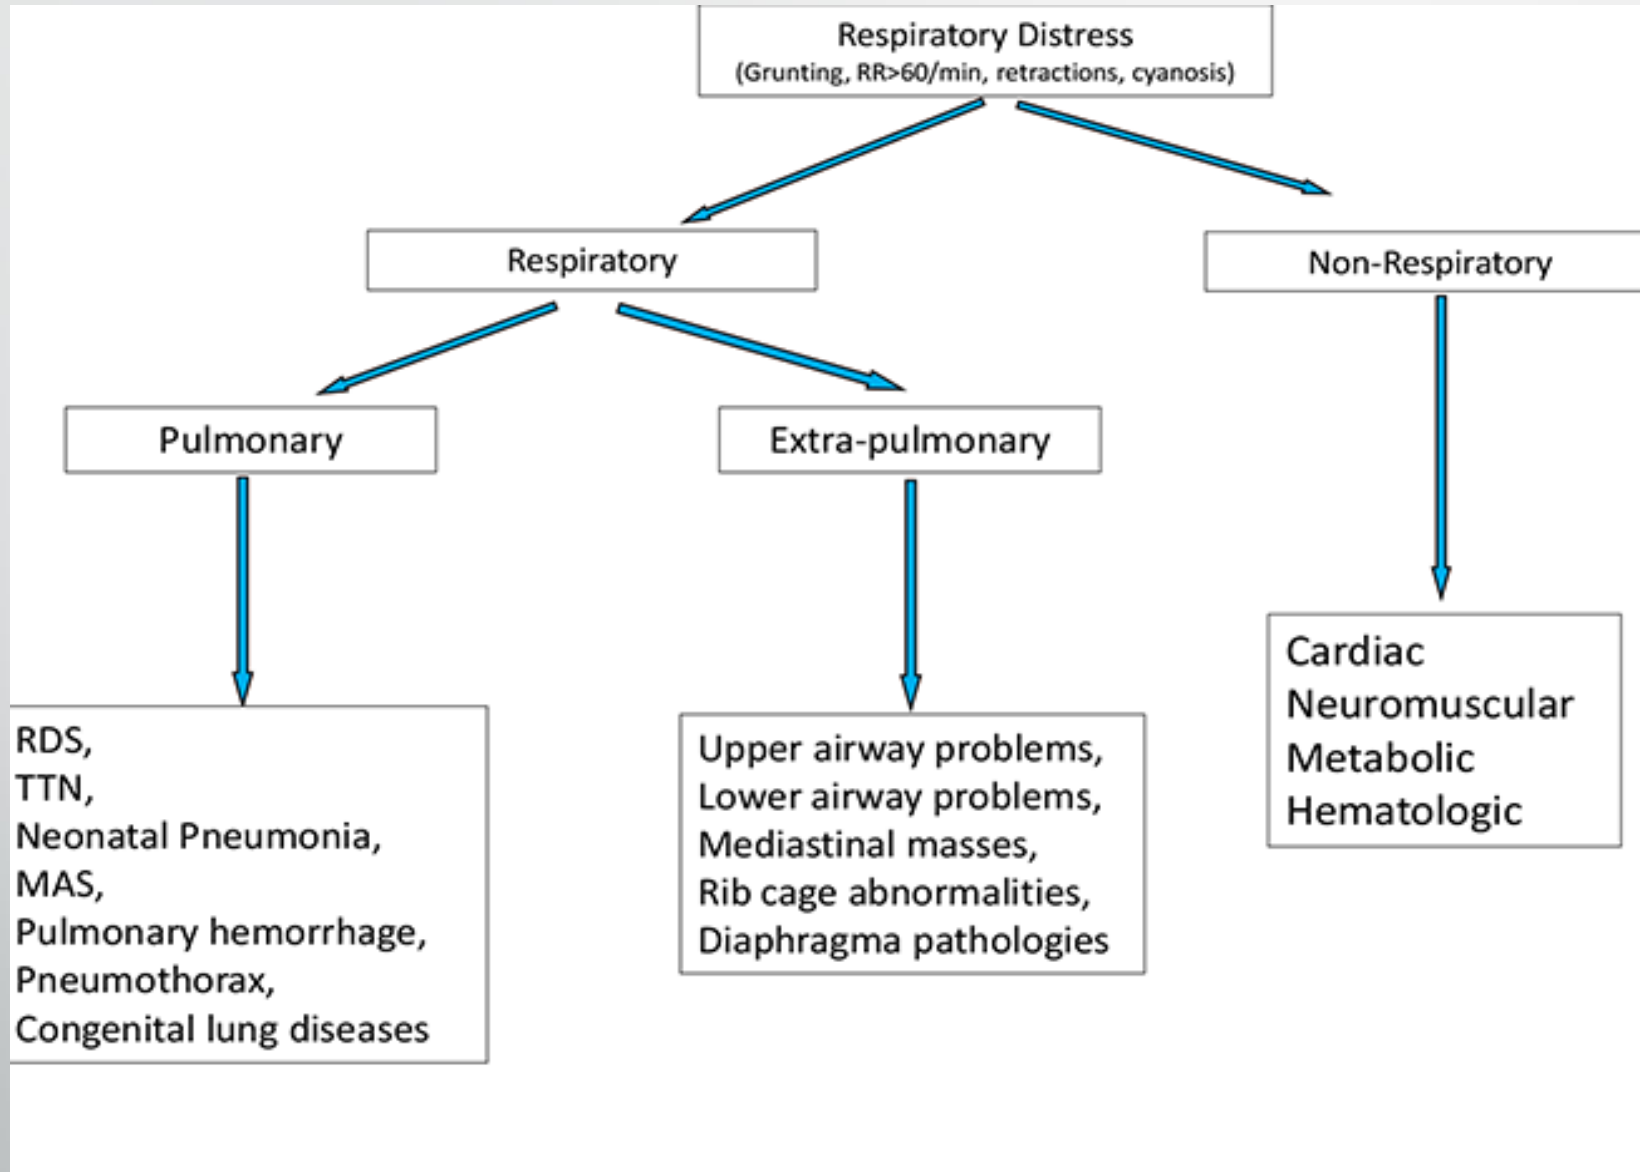 Respiratory Distress
(Grunting, RR>60/min, retractions, cyanosis)
Respiratory
Non-Respiratory
Pulmonary
Extra-pulmonary
RDS,
TTN,
Neonatal Pneumonia,
MAS,
Pulmonary hemorrhage,
Pneumothorax,
Congenital lung diseases
Upper airway problems,
Lower airway problems,
Mediastinal masses,
Rib cage abnormalities,
Diaphragma pathologies
Cardiac
Neuromuscular
Metabolic
Hematologic